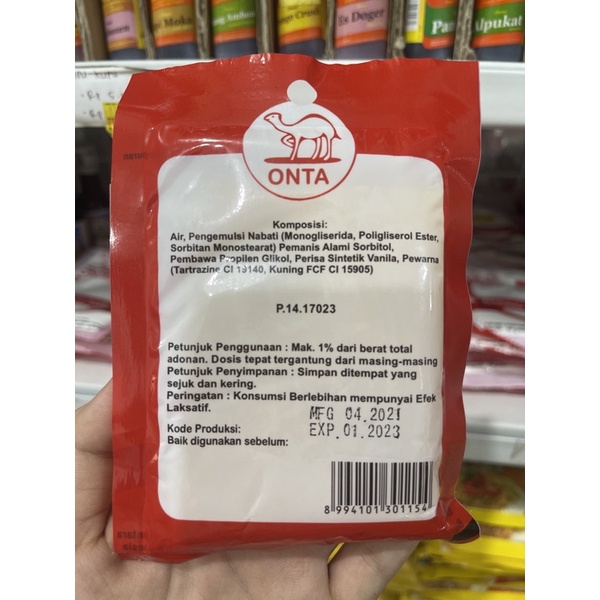 Es Doger
Alpukat
ONTA
Komposisi:
Air, Pengemulsi Nabati (Monogliserida, Poligliserol Ester,
Sorbitan Monostearat) Pemanis Alami Sorbitol,
Pembawa Propilen Glikol, Perisa Sintetik Vanila, Pewarna
(Tartrazine CI 19140, Kuning FCF CI 15905)
P.14.17023
Petunjuk Penggunaan : Mak. 1% dari berat total
adonan. Dosis tepat tergantung dari masing-masing
Petunjuk Penyimpanan : Simpan ditempat yang
sejuk dan kering.
Peringatan : Konsumsi Berlebihan mempunyai Efek
Laksatif.
MFG 04.2021
Kode Produksi:
EXP.01.2023
Baik digunakan sebelum:
8 994101 301154